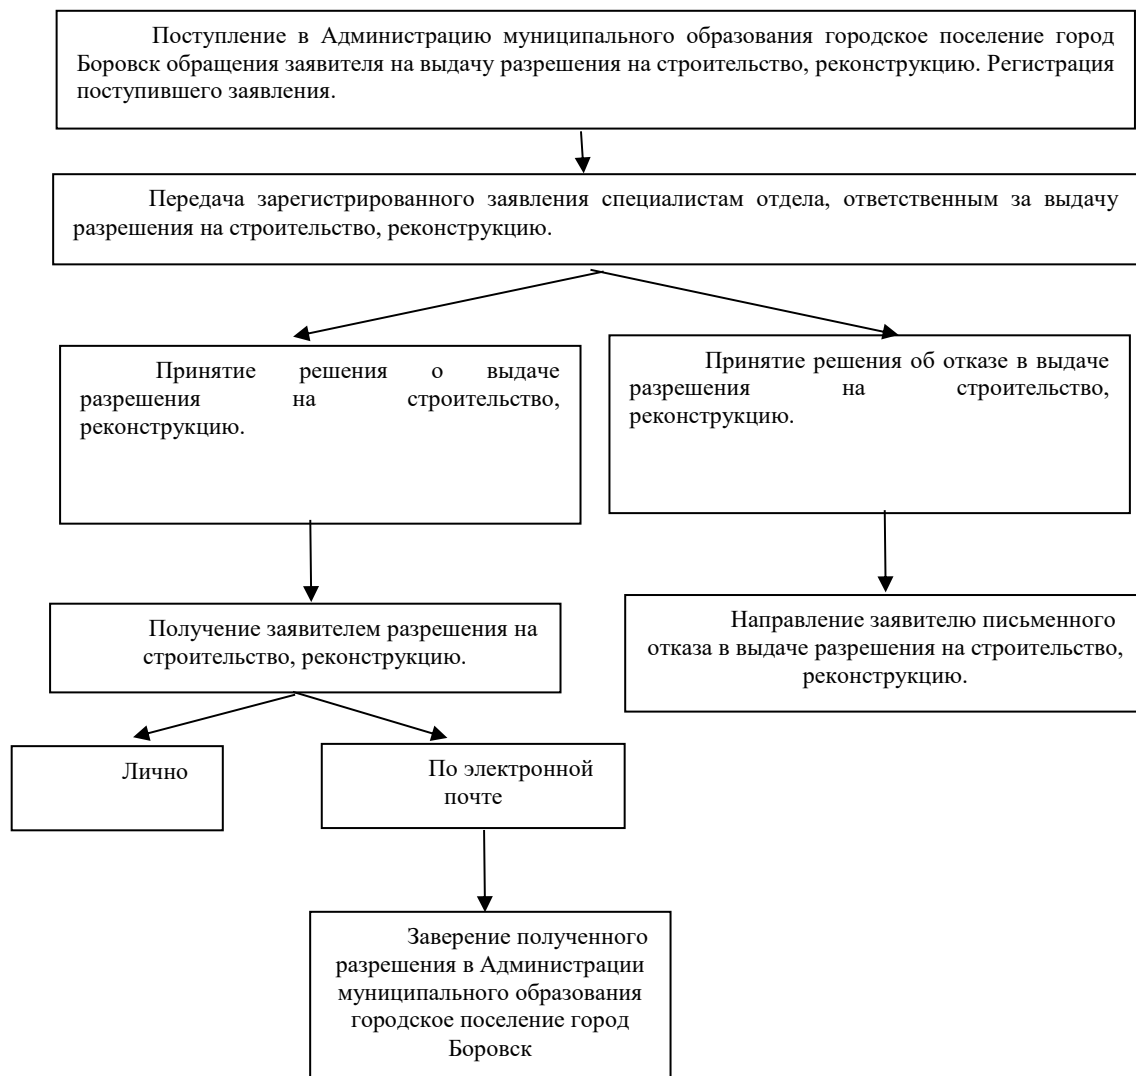 Поступление в Администрацию муниципального образования городское поселение город
Боровск обращения заявителя на выдачу разрешения на строительство, реконструкцию. Регистрация
поступившего заявления.
Передача зарегистрированного заявления специалистам отдела, ответственным за выдачу
разрешения на строительство, реконструкцию.
Принятие решения о выдаче
разрешения на строительство,
реконструкцию.
Принятие решения об отказе в выдаче
разрешения на строительство,
реконструкцию.
Получение заявителем разрешения на
строительство, реконструкцию.
Направление заявителю письменного
отказа в выдаче разрешения на строительство,
реконструкцию.
Лично
По электронной
почте
Заверение полученного
разрешения в Администрации
муниципального образования
городское поселение город
Боровск